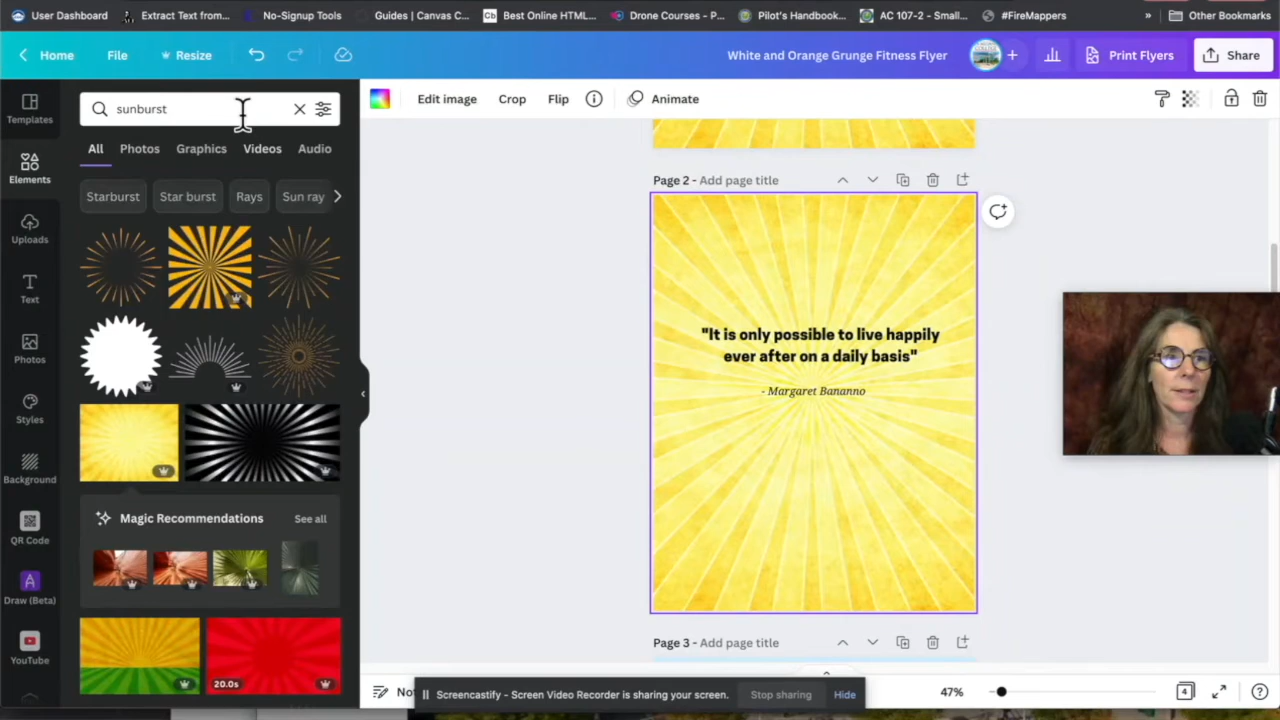 User Dashboard
Extract Text from...
No-Signup Tools
Guides | Canvas C...
Cb Best Online HTML...
Drone Courses - P...
Pilot's Handbook...
AC 107-2 - Small...
#FireMappers
»
Other Bookmarks
Home
File
Resize
White and Orange Grunge Fitness Flyer
+
Print Flyers
Share
Templates
Elements
Uploads
Text
Photos
Styles
Background
QR Code
Draw (Beta)
YouTube
sunburst
All
Photos
Graphics
Videos
Audio
Starburst
Star burst
Rays
Sun ray
Magic Recommendations
See all
20.0s
Edit image
Crop
Flip
Animate
Page 2 - Add page title
"It is only possible to live happily
ever after on a daily basis"
- Margaret Bananno
Page 3 - Add page title
Not
Screencastify - Screen Video Recorder is sharing your screen.
Stop sharing
Hide
47%
4
?